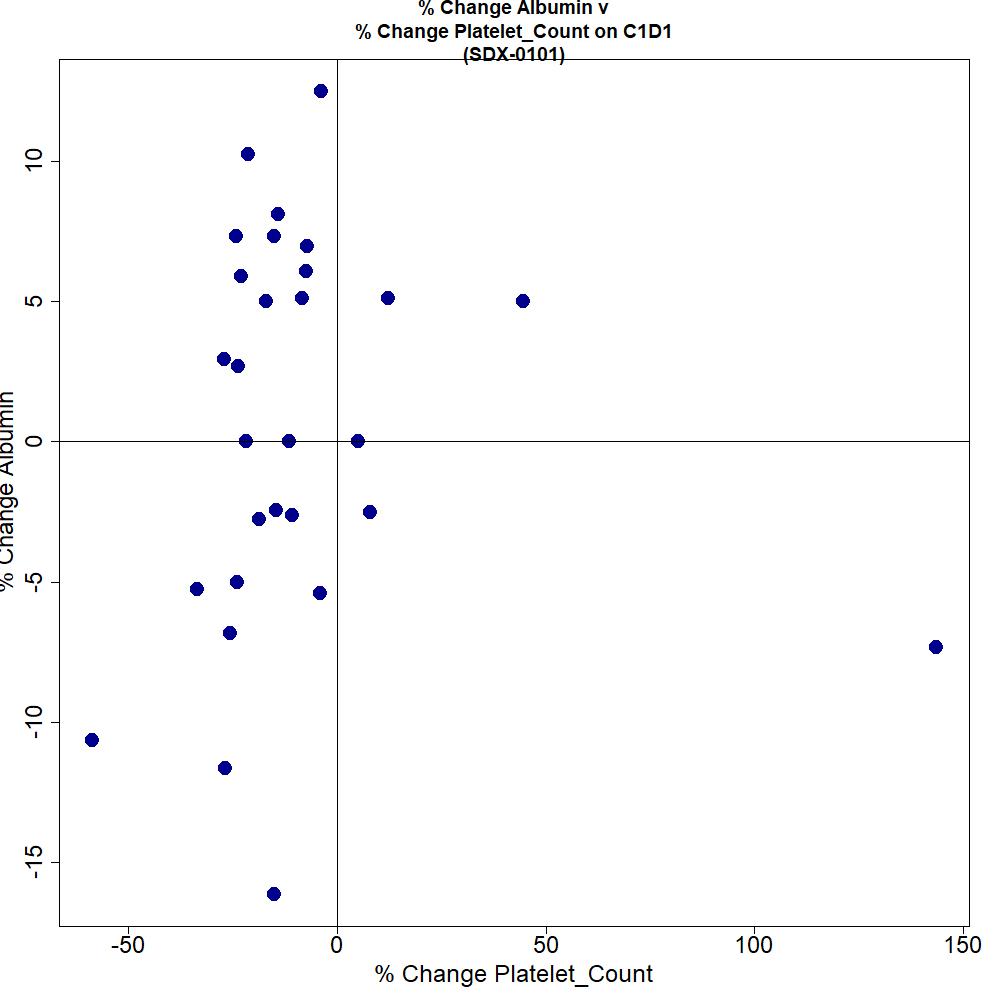 % Change Albumin v
% Change Platelet_Count on C1D1
(SDX-0101)
% Change Albumin
10
5
0
-5
-10
-15
-50
0
50
100
150
% Change Platelet_Count